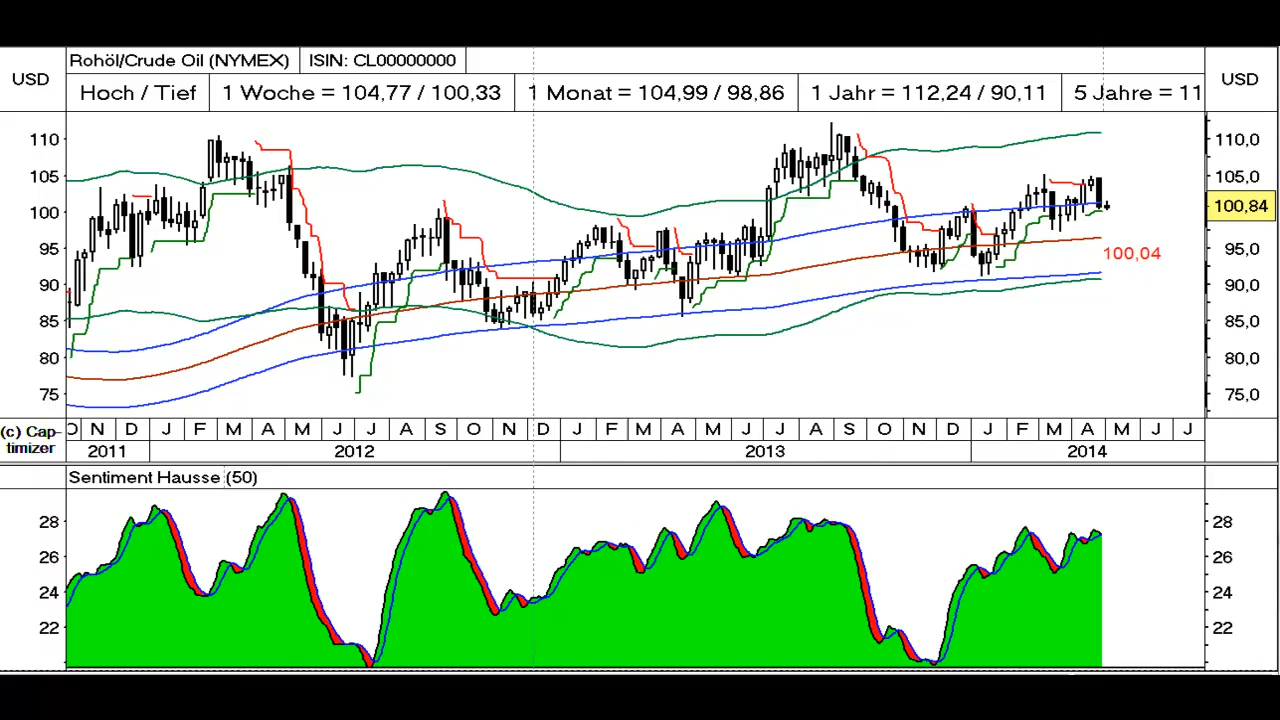 Rohöl/Crude Oil (NYMEX) ISIN: CL00000000
USD Hoch / Tief 1 Woche = 104,77 / 100,33 1 Monat = 104,99 / 98,86 1 Jahr = 112,24 / 90,11 5 Jahre = 11 USD
110 110,0
105 105,0
100 100,84
95 95,0
100,04
90 90,0
85 85,0
80 80,0
75 75,0
(c) Cap-
timizer
O N D J F M A M J J A S O N D J F M A M J J A S O N D J F M A M J J
2011 2012 2013 2014
Sentiment Hausse (50)
28 28
26 26
24 24
22 22